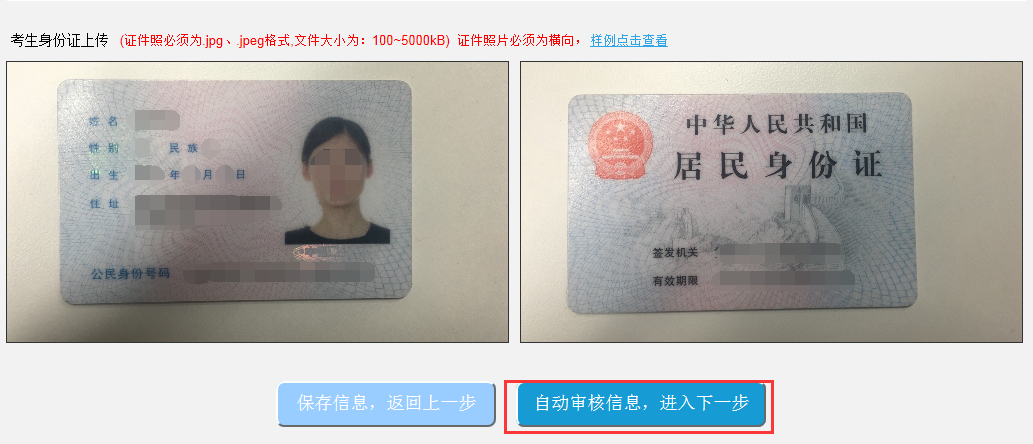 考生身份证上传 (证件照必须为.jpg、.jpeg格式,文件大小为：100~5000kB) 证件照片必须为横向，样例点击查看
姓名
性别 民族
出生 年 月 日
住址
公民身份号码
中华人民共和国
居民身份证
签发机关
有效期限
保存信息，返回上一步
自动审核信息，进入下一步